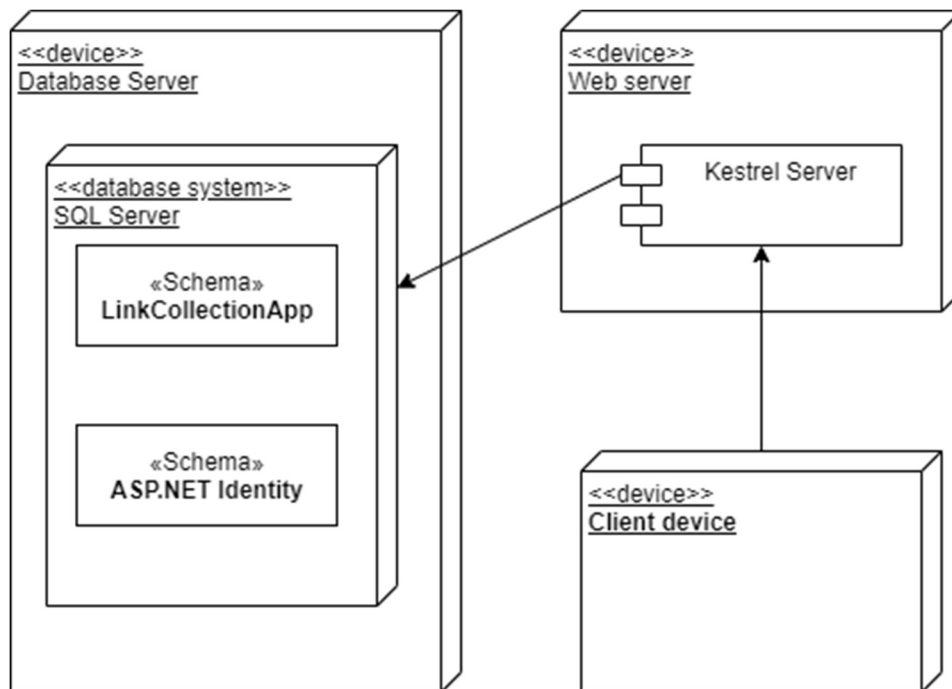 <<device>>
Database Server
<<database system>>
SQL Server
«Schema»
LinkCollectionApp
«Schema»
ASP.NET Identity
<<device>>
Web server
Kestrel Server
<<device>>
Client device